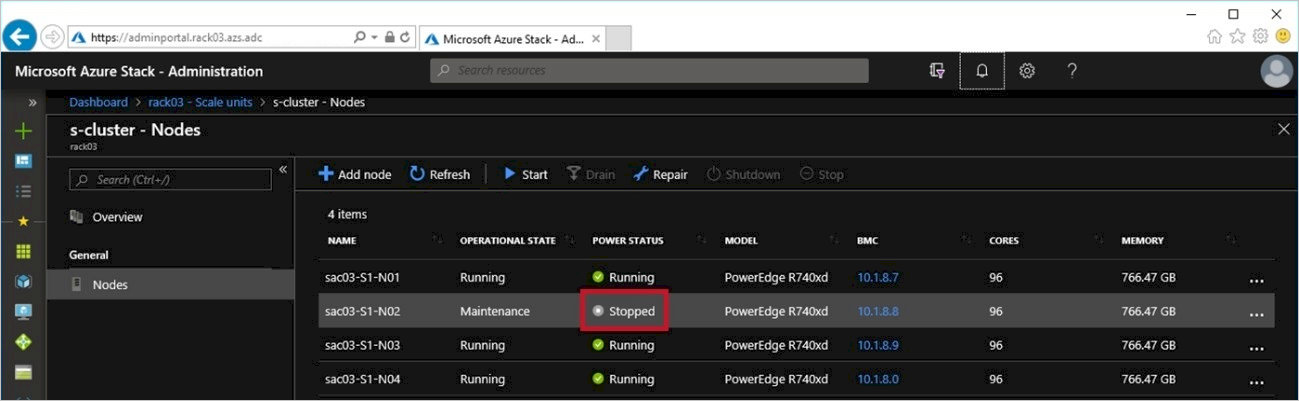 https://adminportal.rack03.azs.adc
Microsoft Azure Stack - Ad...
Microsoft Azure Stack - Administration
Search resources
Dashboard > rack03 - Scale units > s-cluster - Nodes
s-cluster - Nodes
rack03
Search (Ctrl+/)
Add node Refresh Start Drain Repair Shutdown Stop
Overview
General
Nodes
4 items
NAME OPERATIONAL STATE POWER STATUS MODEL BMC CORES MEMORY
sac03-S1-N01 Running Running PowerEdge R740xd 10.1.8.7 96 766.47 GB ...
sac03-S1-N02 Maintenance Stopped PowerEdge R740xd 10.1.8.8 96 766.47 GB ...
sac03-S1-N03 Running Running PowerEdge R740xd 10.1.8.9 96 766.47 GB ...
sac03-S1-N04 Running Running PowerEdge R740xd 10.1.8.0 96 766.47 GB ...